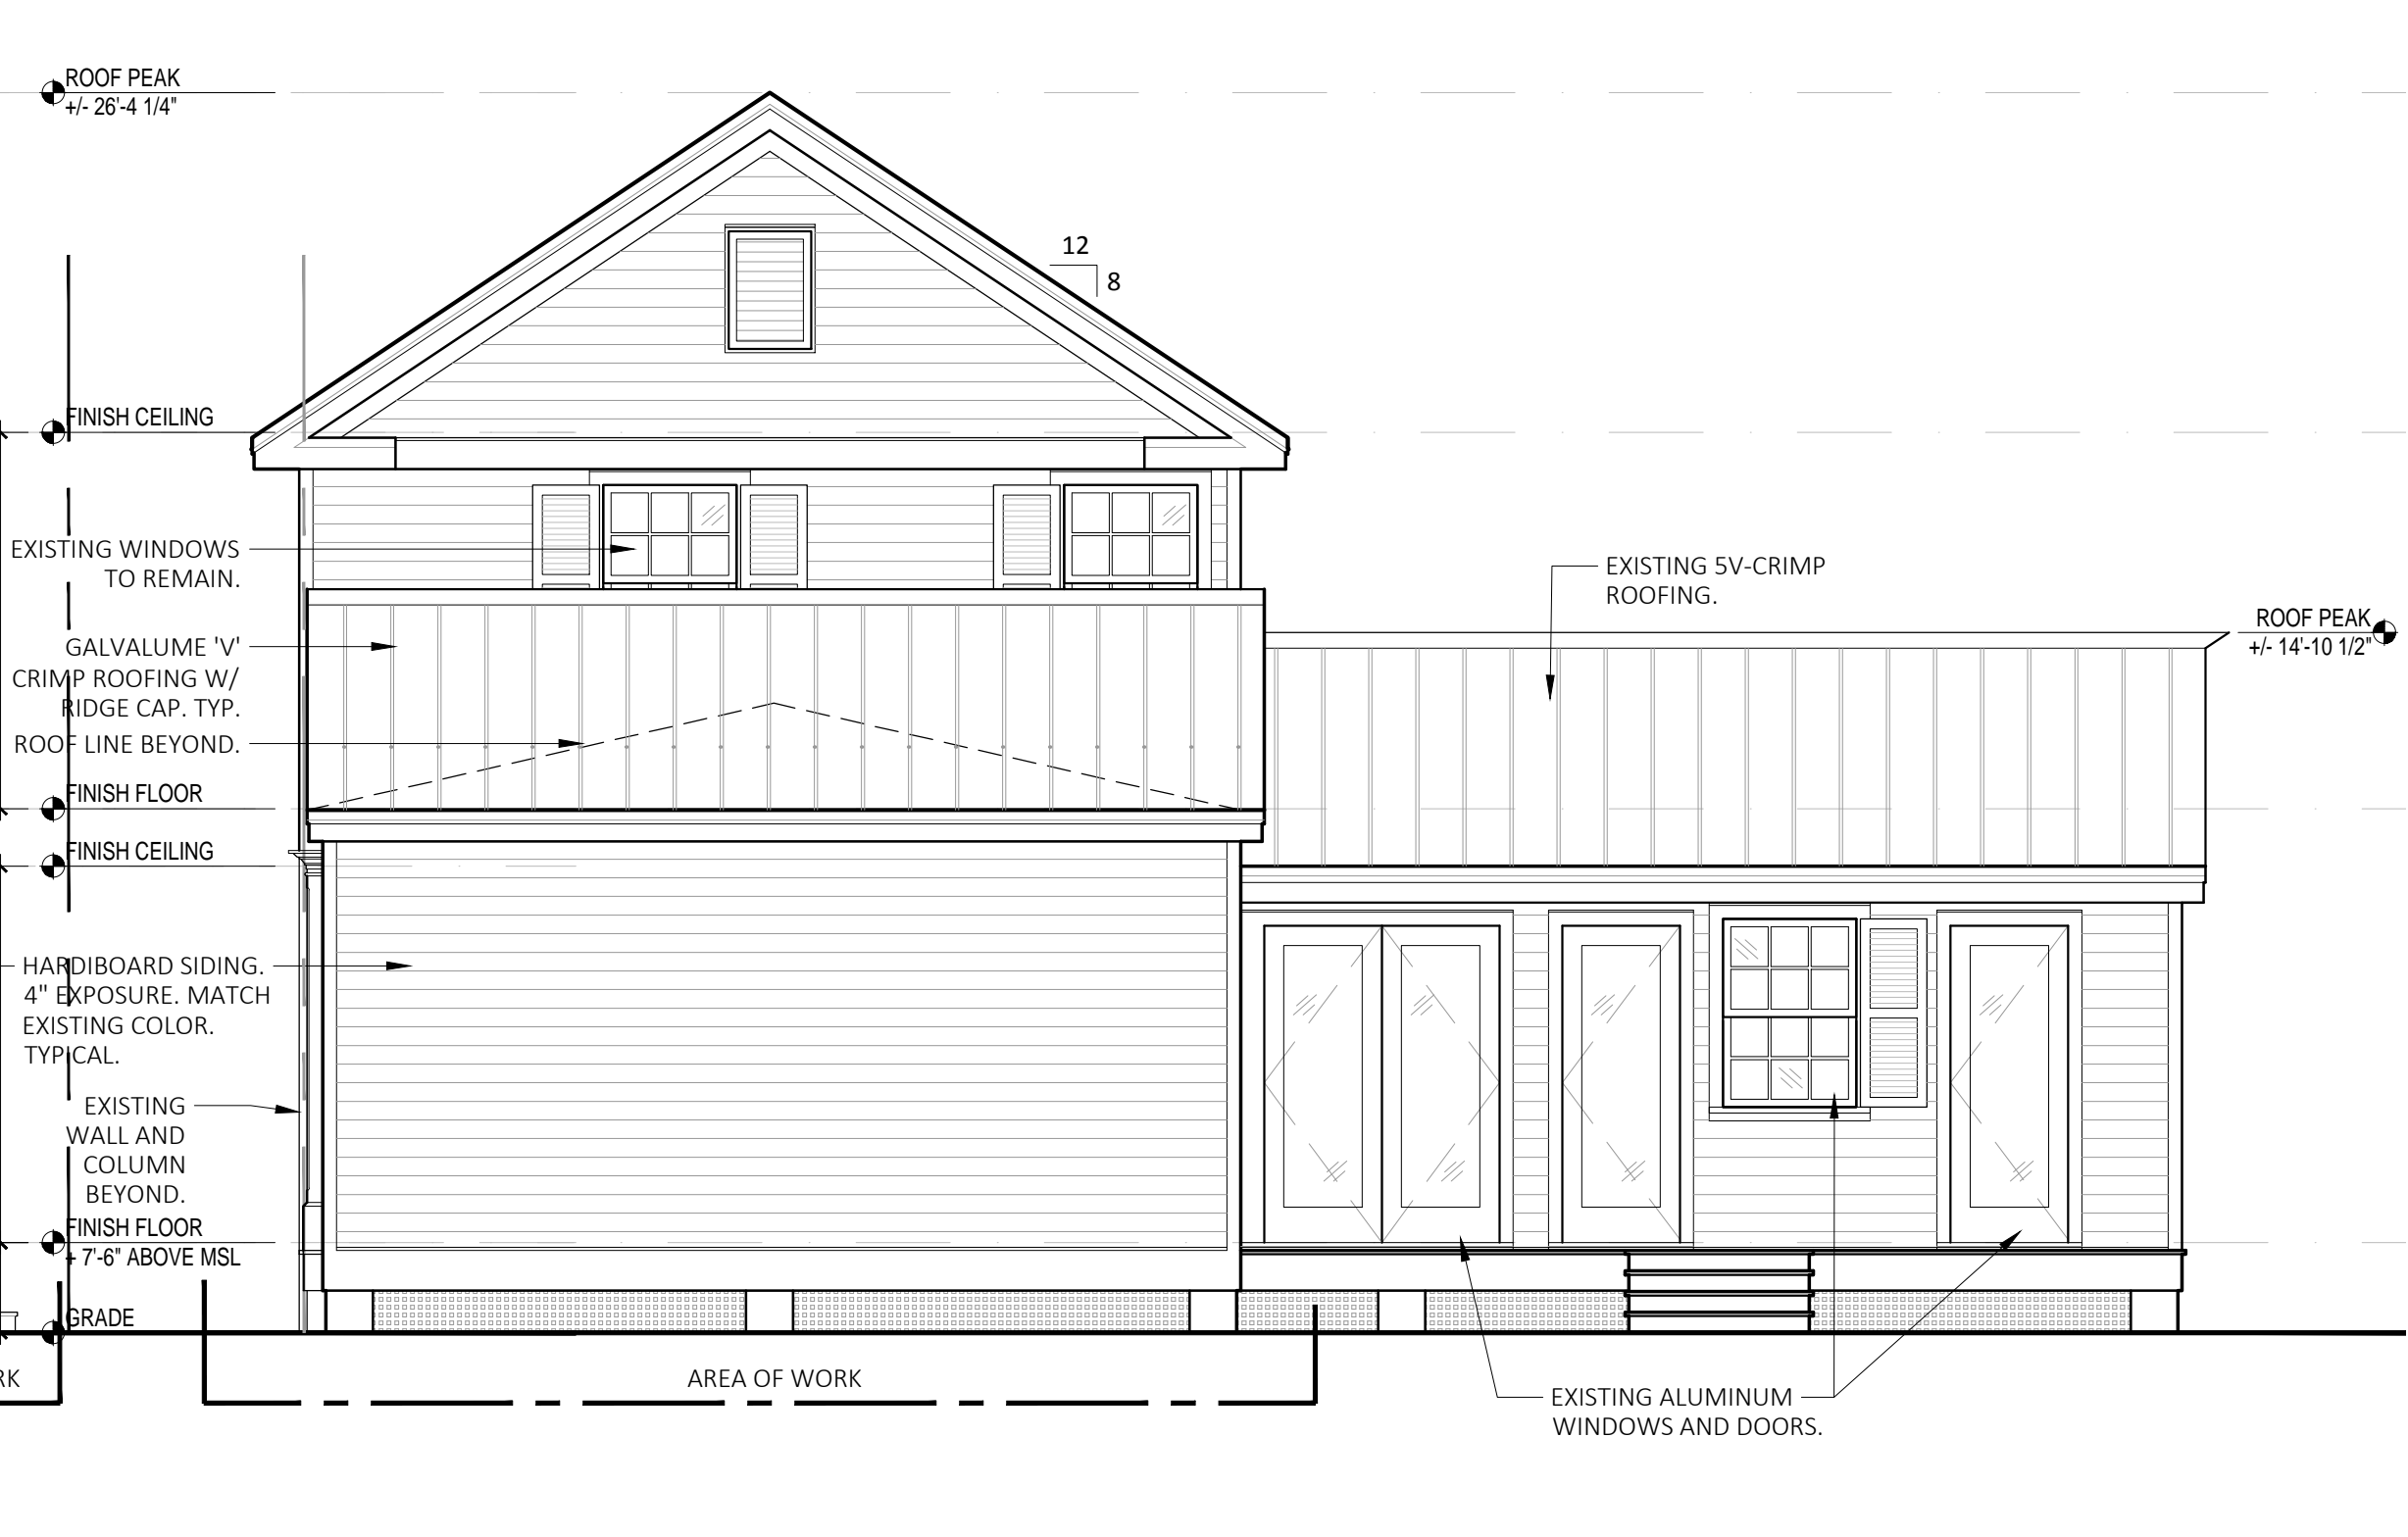 ROOF PEAK
+/- 26'-4 1/4"
12
8
FINISH CEILING
EXISTING WINDOWS
TO REMAIN.
EXISTING 5V-CRIMP
ROOFING.
ROOF PEAK
+/- 14'-10 1/2"
GALVALUME 'V'
CRIMP ROOFING W/
RIDGE CAP. TYP.
ROOF LINE BEYOND.
FINISH FLOOR
FINISH CEILING
HARDIBOARD SIDING.
4" EXPOSURE. MATCH
EXISTING COLOR.
TYPICAL.
EXISTING
WALL AND
COLUMN
BEYOND.
FINISH FLOOR
+ 7'-6" ABOVE MSL
GRADE
RK
AREA OF WORK
EXISTING ALUMINUM
WINDOWS AND DOORS.